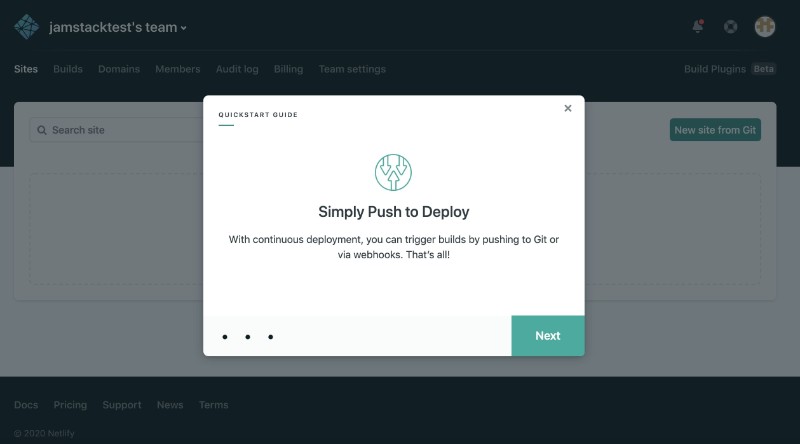 jamstacktest's team
Sites Builds Domains Members Audit log Billing Team settings Build Plugins Beta
QUICKSTART GUIDE
Search site
New site from Git
Simply Push to Deploy
With continuous deployment, you can trigger builds by pushing to Git or
via webhooks. That's all!
Next
Docs Pricing Support News Terms
© 2020 Netlify